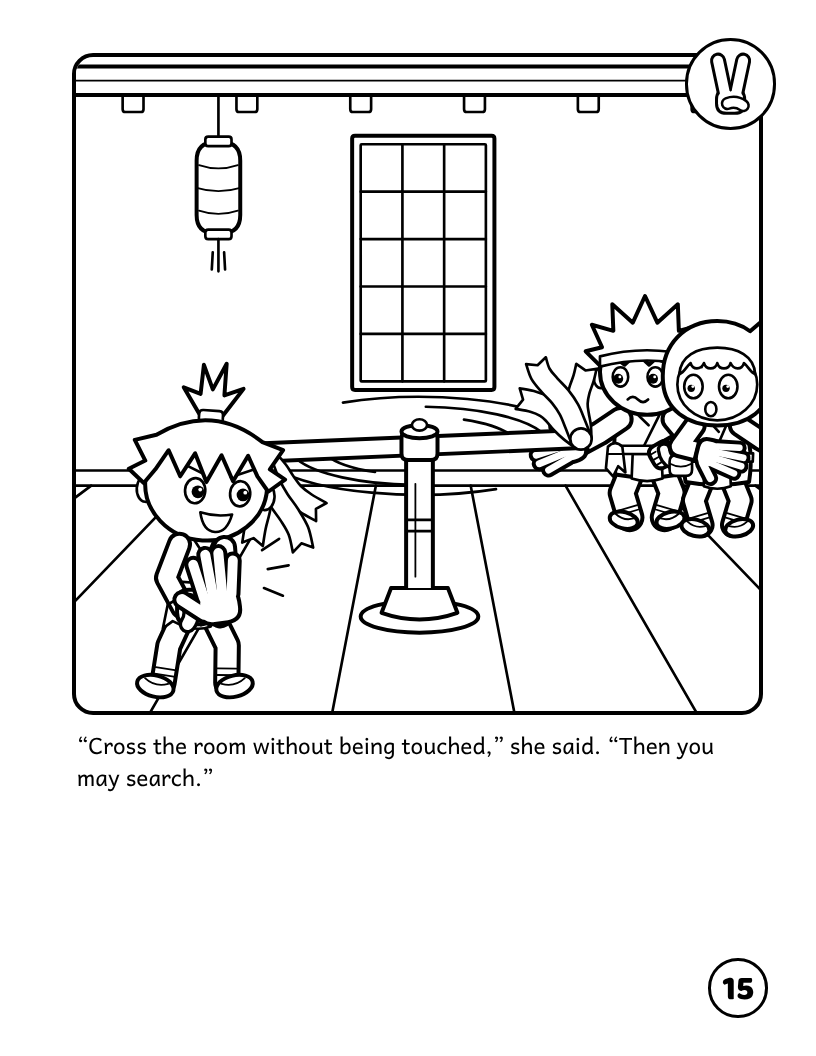 “Cross the room without being touched,” she said. “Then you
may search.”
15